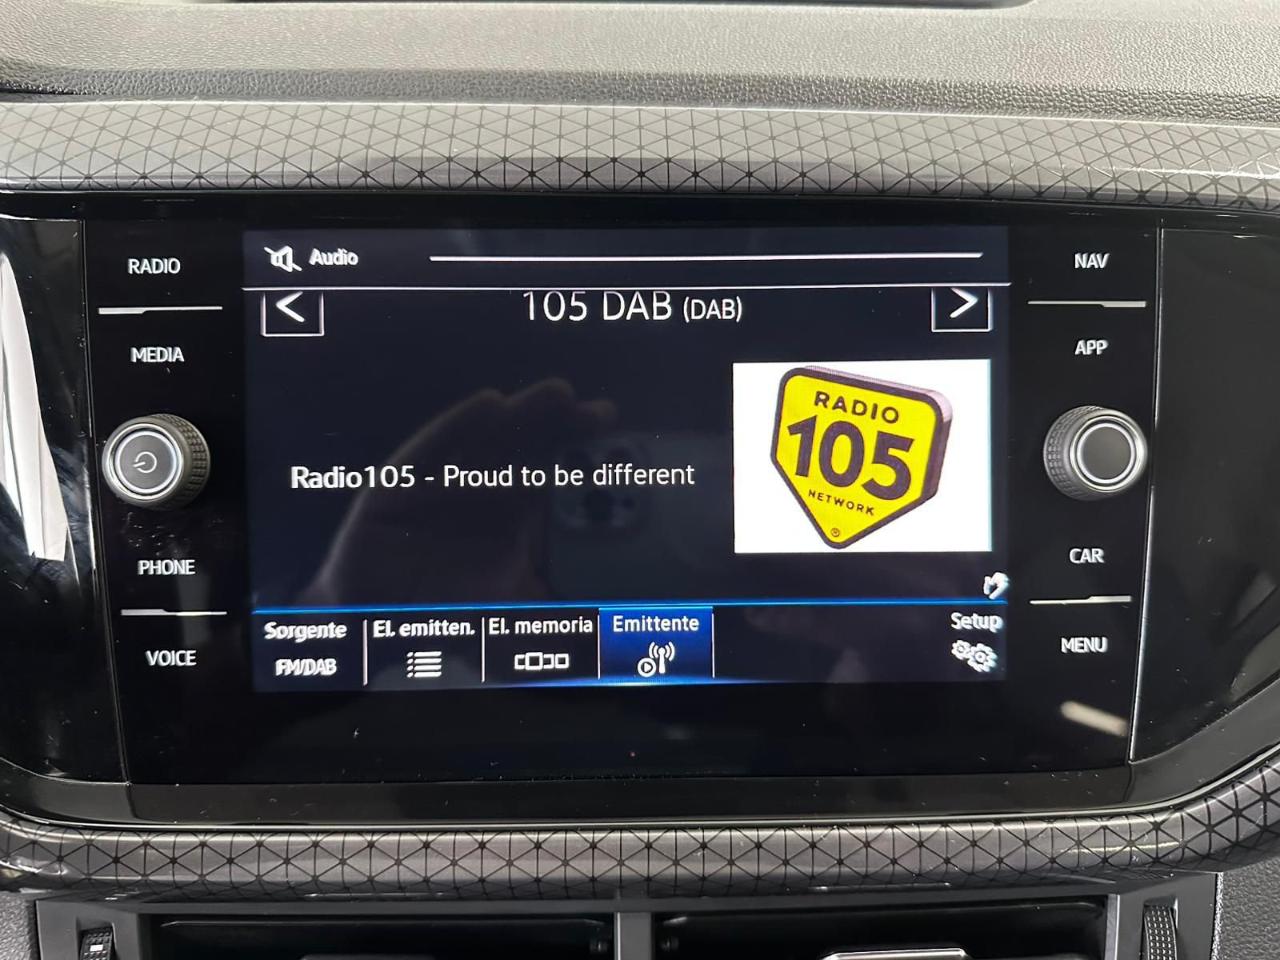 RADIO
MEDIA
PHONE
VOICE
Audio
105 DAB (DAB)
Radio105 - Proud to be different
RADIO
105
NETWORK
®
Sorgente
FM/DAB
El. emitten.
El. memoria
Emittente
Setup
NAV
APP
CAR
MENU